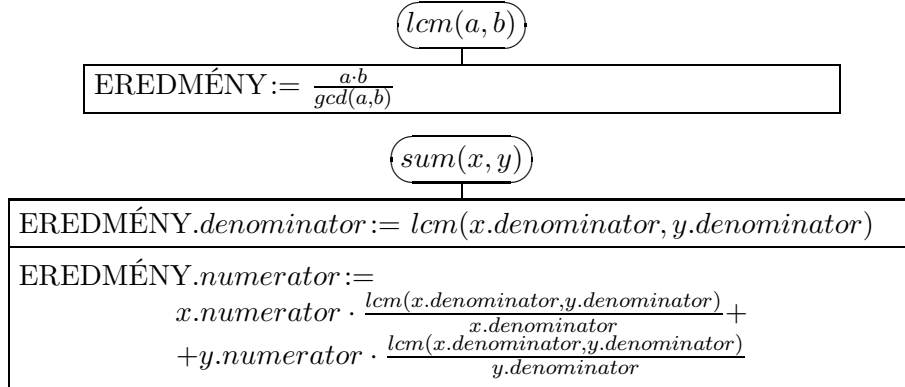 lcm(a, b)
EREDMÉNY:= a·b / gcd(a,b)
sum(x, y)
EREDMÉNY.denominator:= lcm(x.denominator, y.denominator)
EREDMÉNY.numerator:=
x.numerator · lcm(x.denominator,y.denominator) / x.denominator +
+y.numerator · lcm(x.denominator,y.denominator) / y.denominator